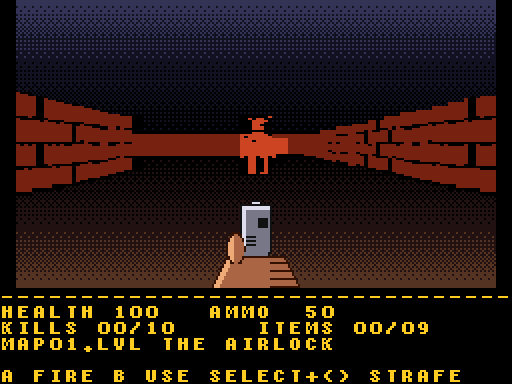 HEALTH 100 AMMO 50
KILLS 00/10 ITEMS 00/09
MAP01.LVL THE AIRLOCK
A FIRE B USE SELECT+<> STRAFE